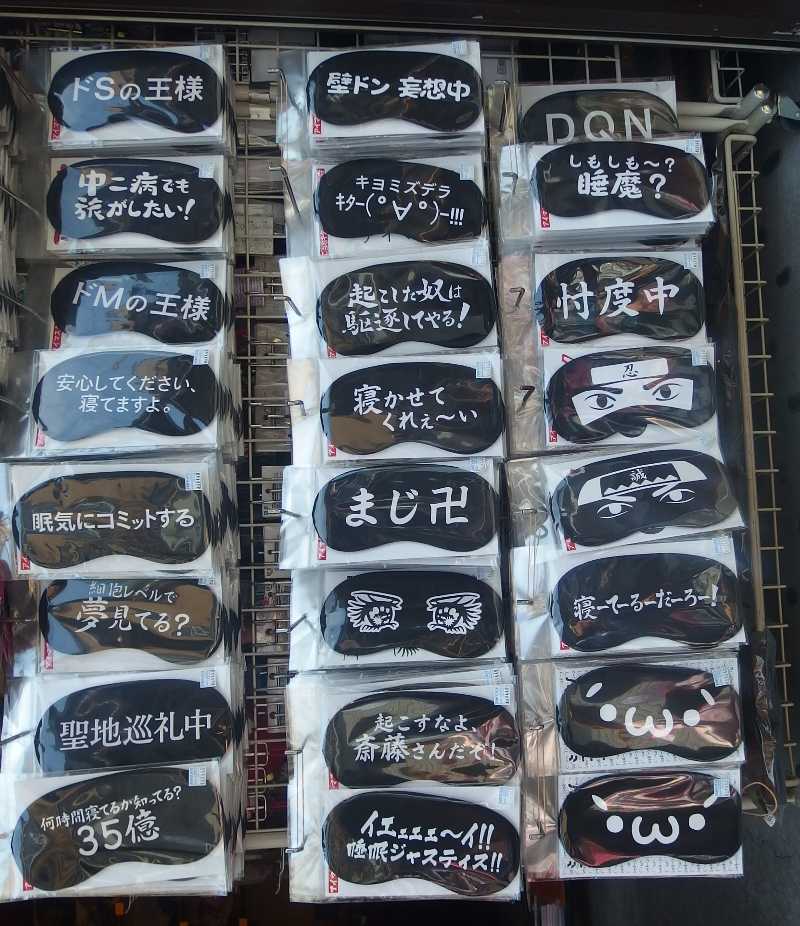 ドSの王様
中二病でも
旅がしたい!
ドMの王様
安心してください、
寝てますよ。
眠気にコミットする
細胞レベルで
夢見てる?
聖地巡礼中
何時間寝てるか知ってる?
35億
壁ドン 妄想中
キヨミズデラ
キター(゚∀゚)ー!!!
起こした奴は
駆逐してやる!
寝かせて
くれぇ〜い
まじ卍
起こすなよ、
斎藤さんだぞ!
イエェェェ〜イ!!
睡眠ジャスティス!!
DQN
しもしも〜?
睡魔?
忖度中
忍
誠
寝ーてーるーだーろー!
´･ω･`
´･ω･`